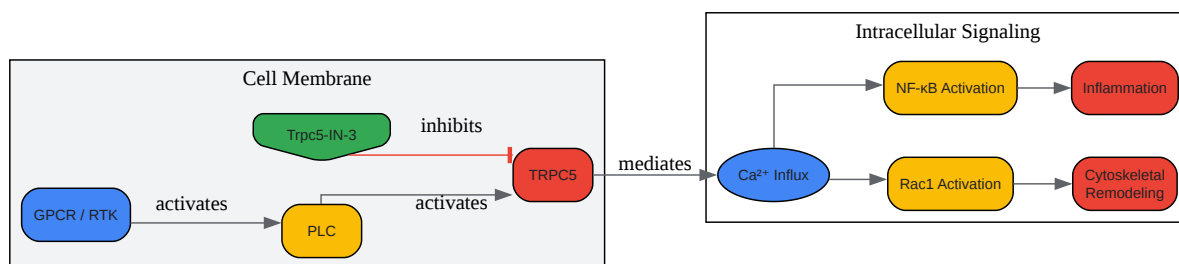 Intracellular Signaling
Cell Membrane
NF-κB Activation
Inflammation
Trpc5-IN-3
inhibits
TRPC5
mediates
Ca²⁺ Influx
Rac1 Activation
Cytoskeletal
Remodeling
GPCR / RTK
activates
PLC
activates